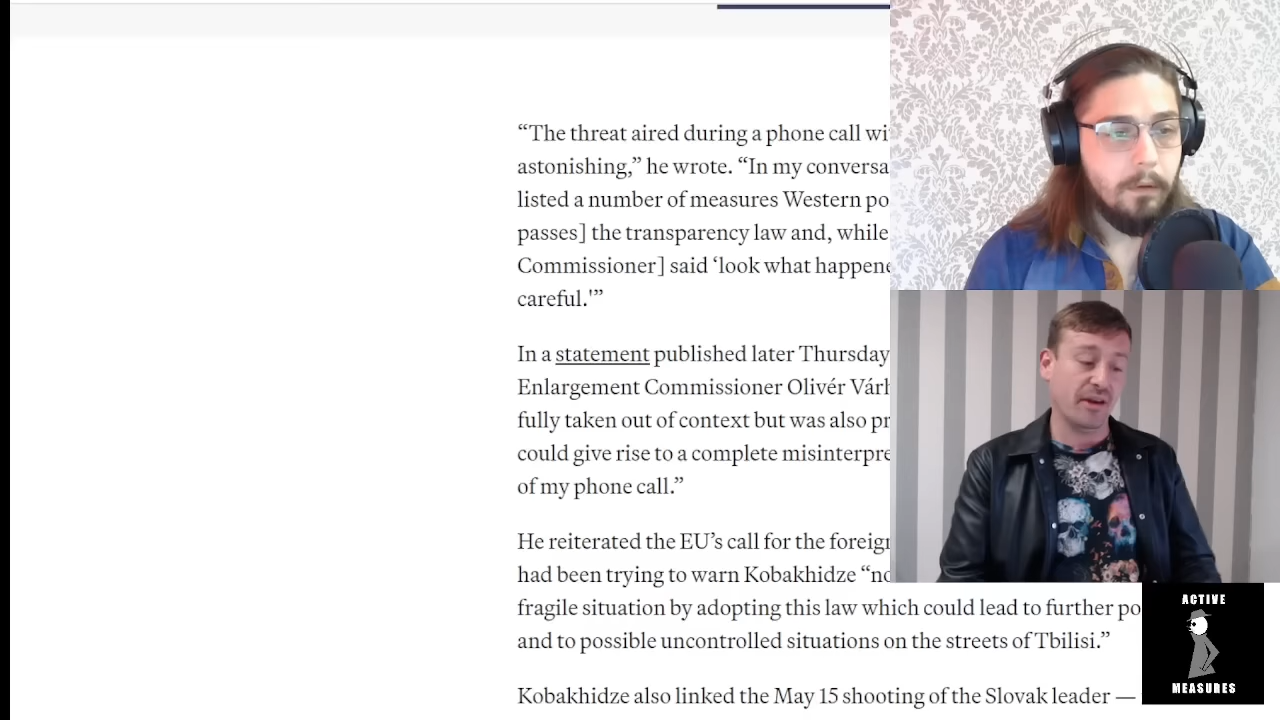 “The threat aired during a phone call wi
astonishing,” he wrote. “In my conversa
listed a number of measures Western po
passes] the transparency law and, while
Commissioner] said ‘look what happene
careful.'”
In a statement published later Thursday
Enlargement Commissioner Olivér Várh
fully taken out of context but was also pr
could give rise to a complete misinterpre
of my phone call.”
He reiterated the EU’s call for the foreign
had been trying to warn Kobakhidze “no
fragile situation by adopting this law which could lead to further po
and to possible uncontrolled situations on the streets of Tbilisi.”
Kobakhidze also linked the May 15 shooting of the Slovak leader —
ACTIVE
MEASURES